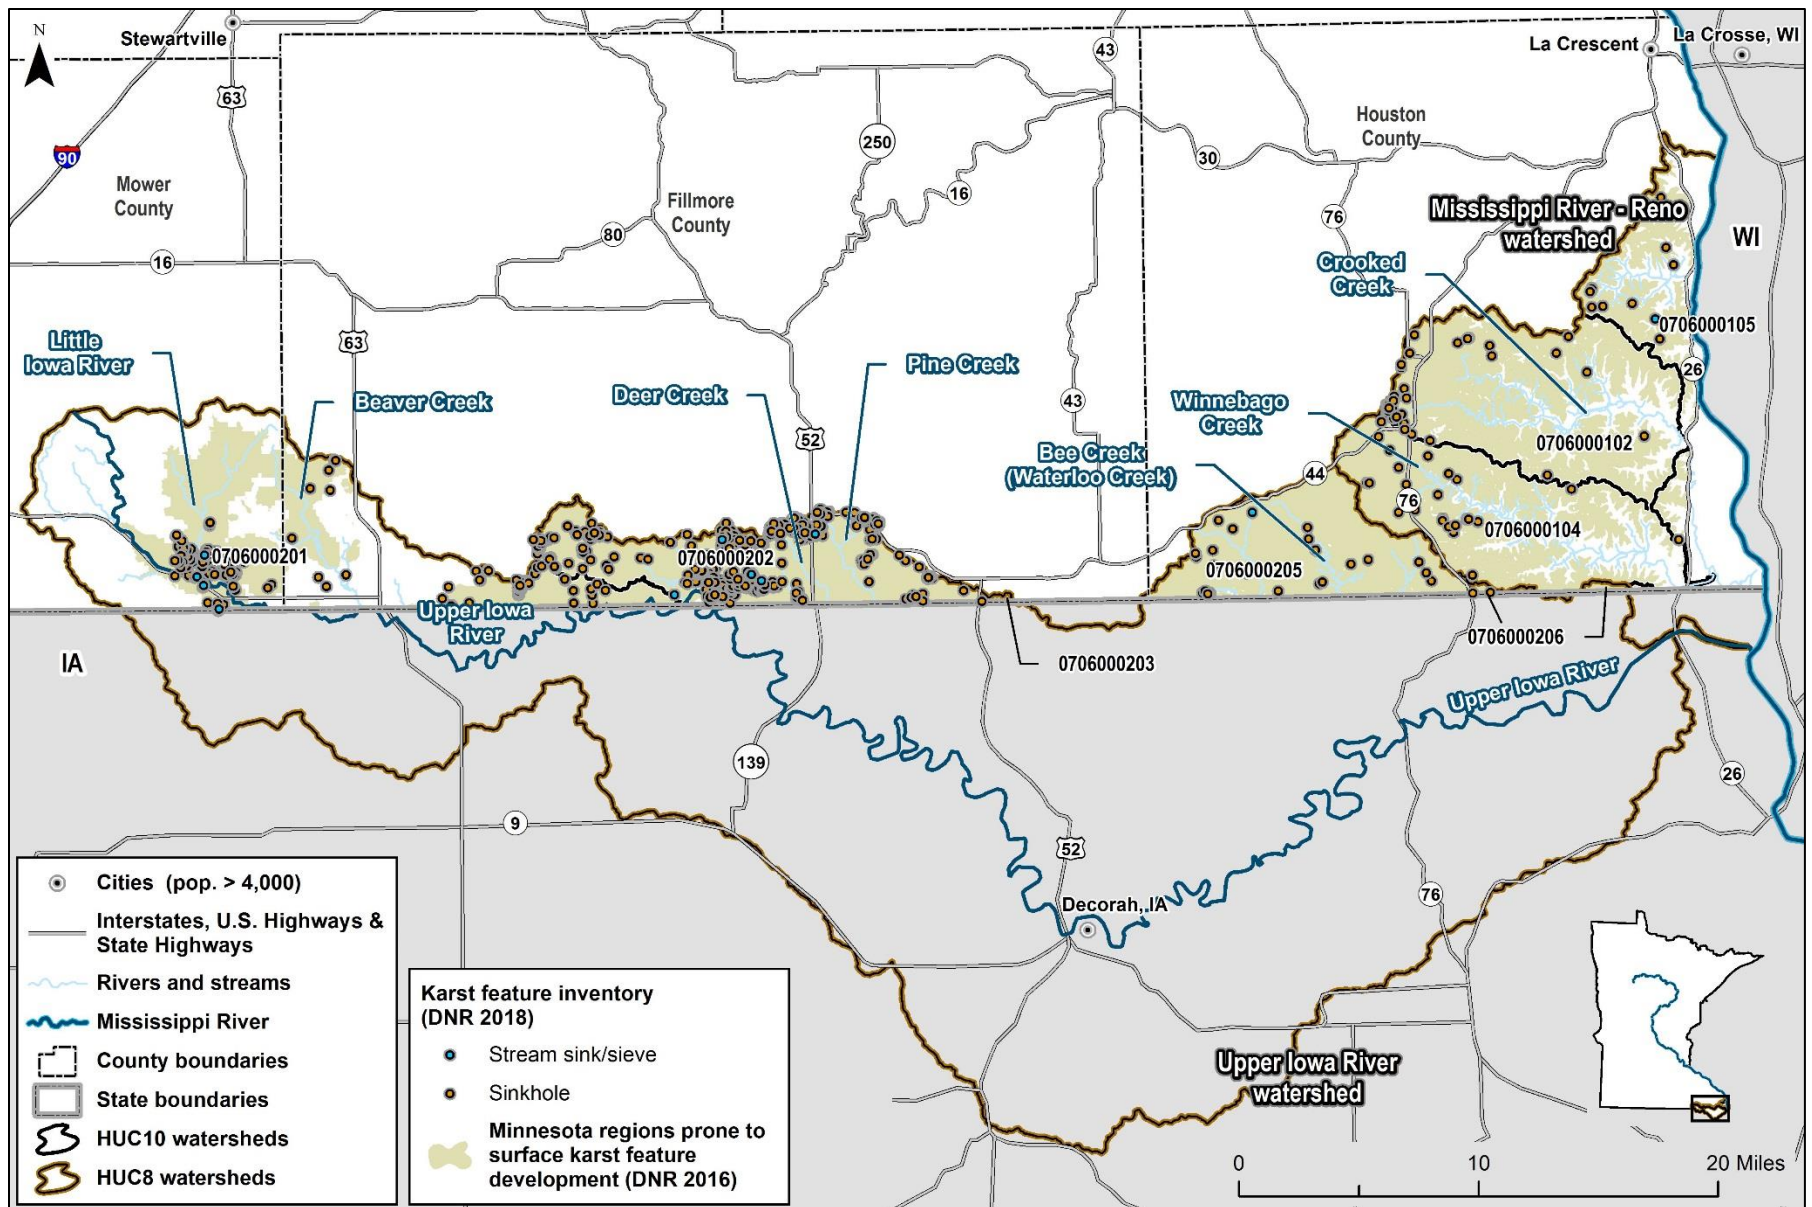 N
Stewartville
La Crescent
La Crosse, WI
43
63
90
250
Houston
County
30
16
Mower
County
Fillmore
County
76
80
Mississippi River - Reno
watershed
WI
16
Crooked
Creek
0706000105
Little
Iowa River
63
Pine Creek
26
Beaver Creek
Deer Creek
43
Winnebago
Creek
52
0706000102
Bee Creek
(Waterloo Creek)
44
76
0706000104
0706000201
0706000202
0706000205
Upper Iowa
River
0706000206
0706000203
IA
Upper Iowa River
139
26
9
52
76
Decorah, IA
Upper Iowa River
watershed
Cities (pop. > 4,000)
Interstates, U.S. Highways &
State Highways
Rivers and streams
Mississippi River
County boundaries
State boundaries
HUC10 watersheds
HUC8 watersheds
Karst feature inventory
(DNR 2018)
Stream sink/sieve
Sinkhole
Minnesota regions prone to
surface karst feature
development (DNR 2016)
0 10 20 Miles